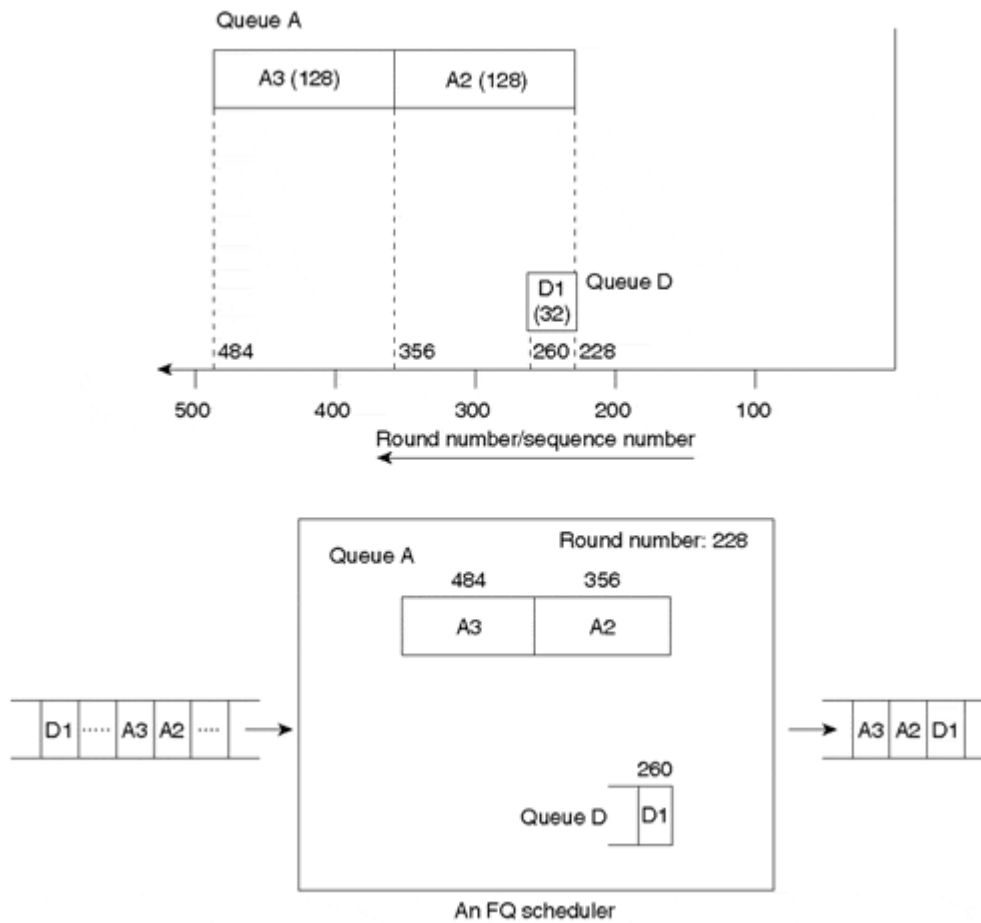 Queue A
A3 (128) A2 (128)
D1
(32)
Queue D
484 356 260 228
500 400 300 200 100
Round number/sequence number
Round number: 228
Queue A
484 356
A3 A2
D1 ····· A3 A2 ····
A3 A2 D1
260
Queue D D1
An FQ scheduler